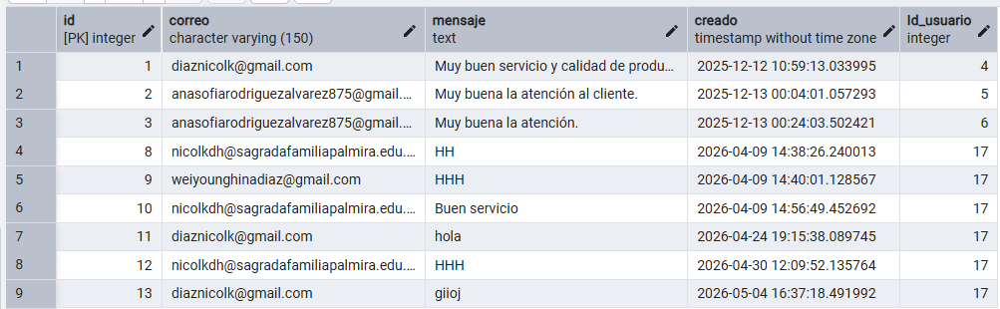 id correo mensaje creado Id_usuario
[PK] integer character varying (150) text timestamp without time zone integer
1 1 diaznicolk@gmail.com Muy buen servicio y calidad de produ... 2025-12-12 10:59:13.033995 4
2 2 anasofiarodriguezalvarez875@gmail.... Muy buena la atención al cliente. 2025-12-13 00:04:01.057293 5
3 3 anasofiarodriguezalvarez875@gmail.... Muy buena la atención. 2025-12-13 00:24:03.502421 6
4 8 nicolkdh@sagradafamiliapalmira.edu.... HH 2026-04-09 14:38:26.240013 17
5 9 weiyounghinadiaz@gmail.com HHH 2026-04-09 14:40:01.128567 17
6 10 nicolkdh@sagradafamiliapalmira.edu.... Buen servicio 2026-04-09 14:56:49.452692 17
7 11 diaznicolk@gmail.com hola 2026-04-24 19:15:38.089745 17
8 12 nicolkdh@sagradafamiliapalmira.edu.... HHH 2026-04-30 12:09:52.135764 17
9 13 diaznicolk@gmail.com giioj 2026-05-04 16:37:18.491992 17